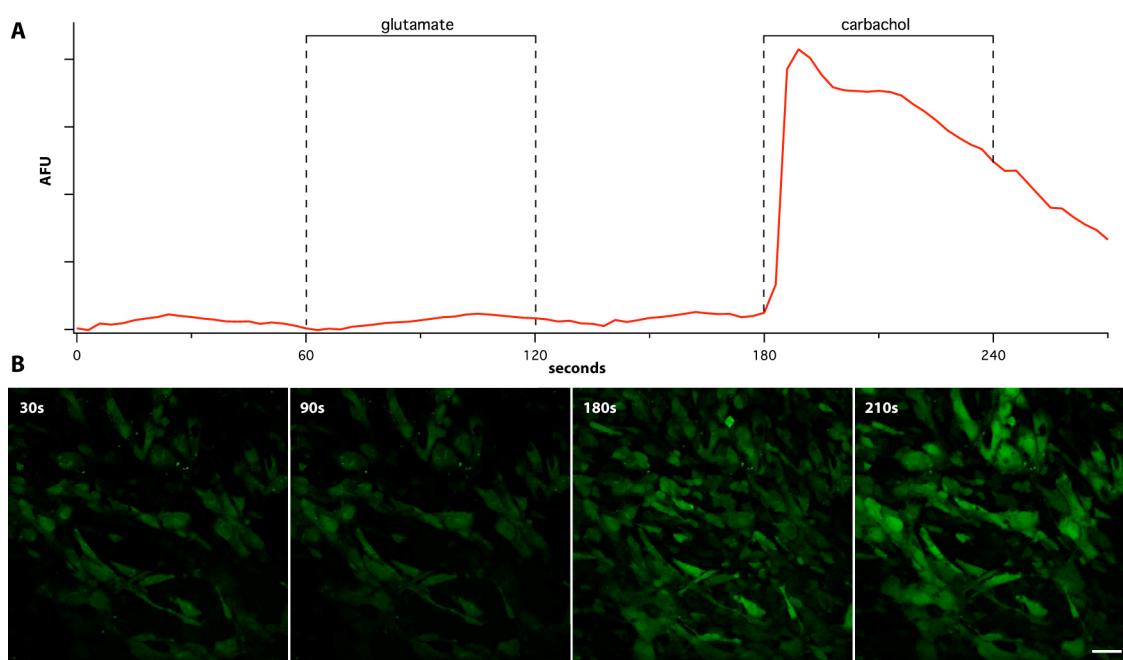 A
glutamate
carbachol
AFU
0
60
120
180
240
seconds
B
30s
90s
180s
210s